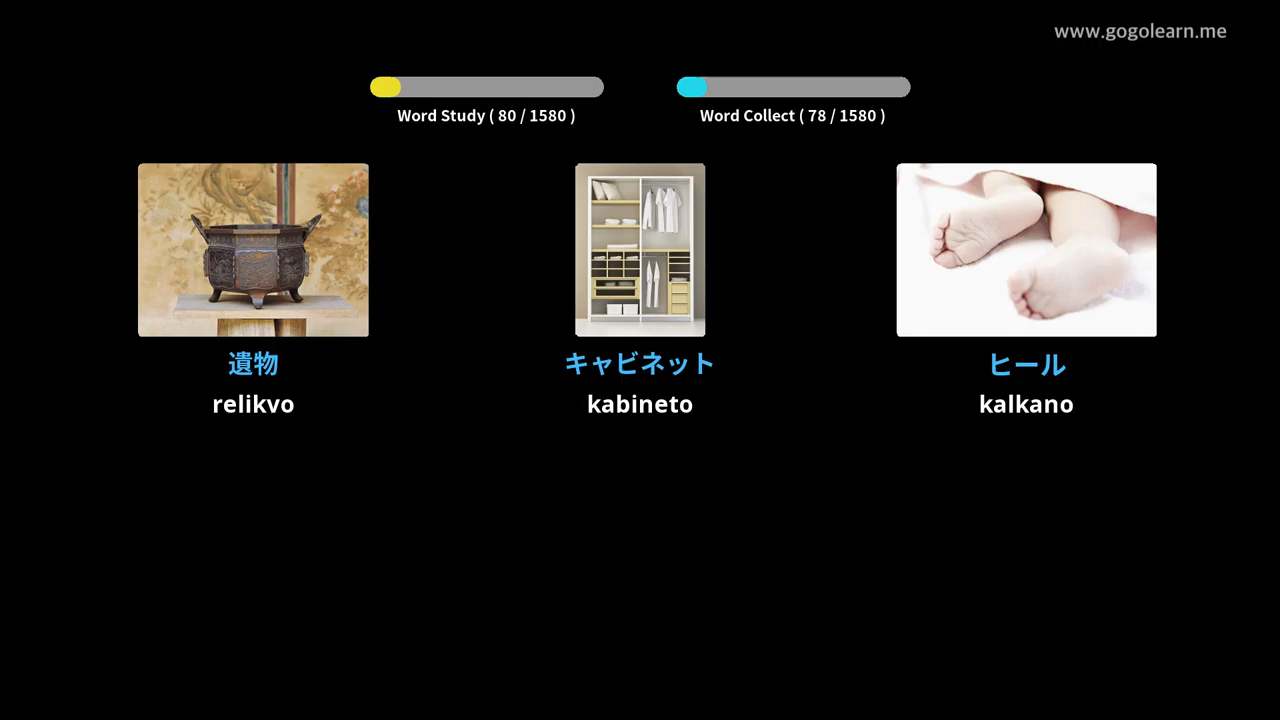 www.gogolearn.me
Word Study ( 80 / 1580 )
Word Collect ( 78 / 1580 )
遺物
キャビネット
ヒール
relikvo
kabineto
kalkano